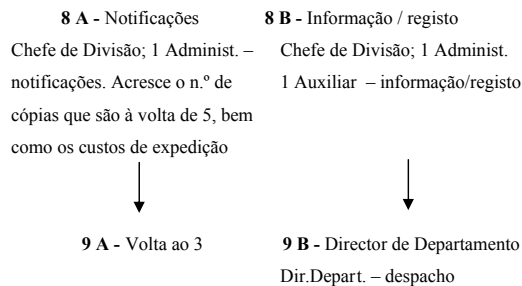 8 A - Notificações
Chefe de Divisão; 1 Administ. –
notificações. Acresce o n.º de
cópias que são à volta de 5, bem
como os custos de expedição
8 B - Informação / registo
Chefe de Divisão; 1 Administ.
1 Auxiliar – informação/registo
9 A - Volta ao 3
9 B - Director de Departamento
Dir.Depart. – despacho